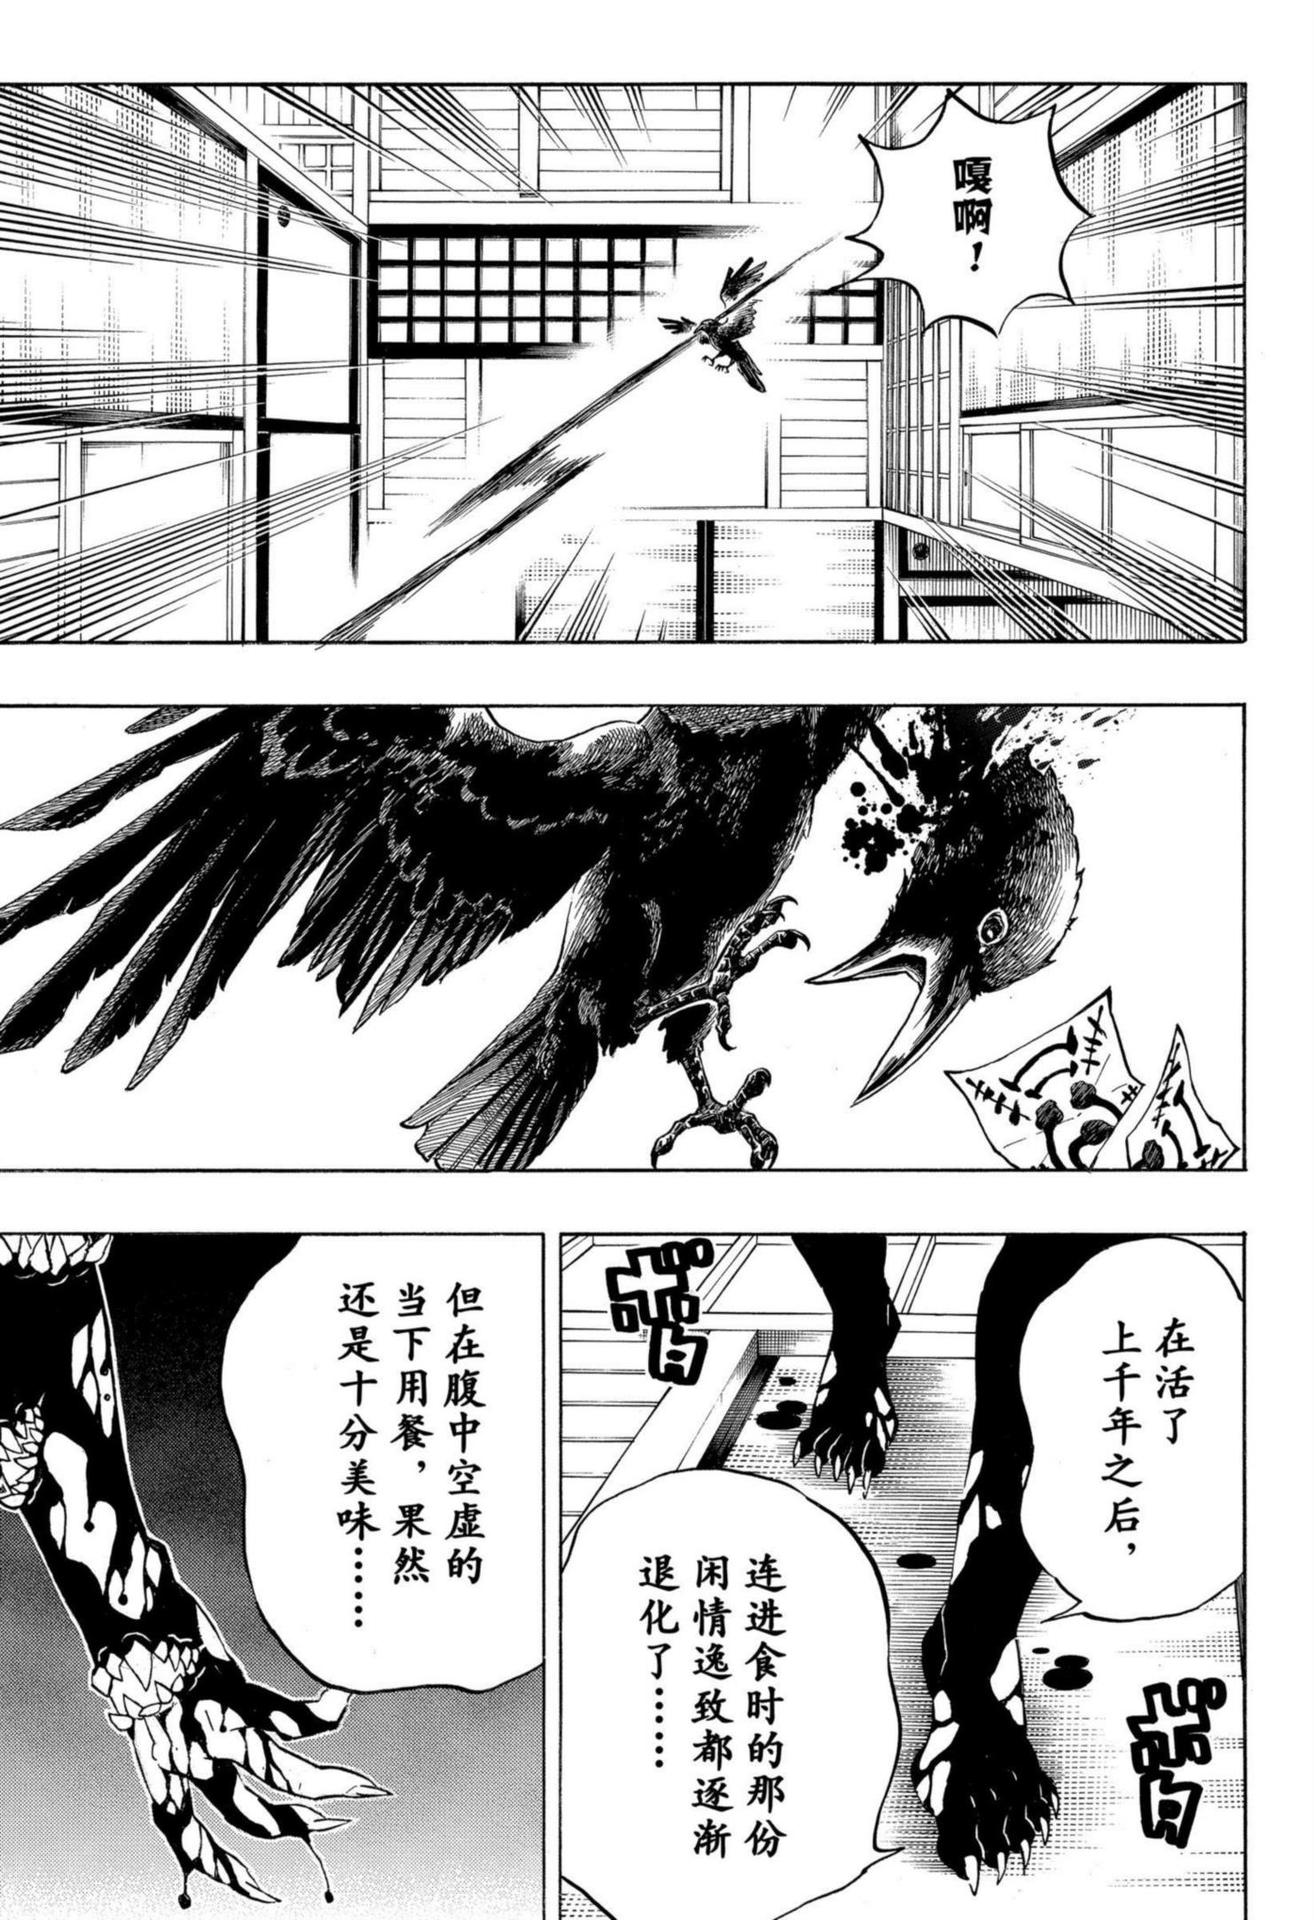 嘎啊！
在活了
上千年之后，
连进食时的那份
闲情逸致都逐渐
退化了……
但在腹中空虚的
当下用餐，果然
还是十分美味……